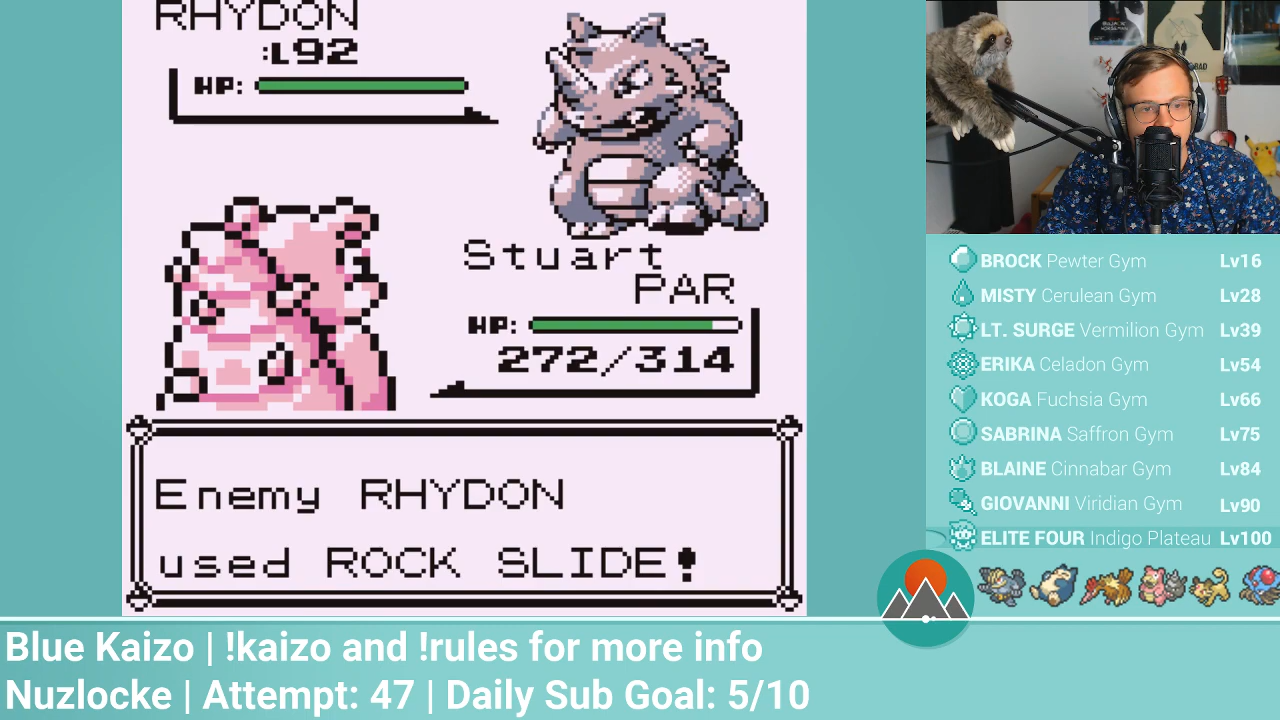 RHYDON
:L92
HP:
Stuart
PAR
HP:
272/314
Enemy RHYDON
used ROCK SLIDE!
BROCK Pewter Gym Lv16
MISTY Cerulean Gym Lv28
LT. SURGE Vermilion Gym Lv39
ERIKA Celadon Gym Lv54
KOGA Fuchsia Gym Lv66
SABRINA Saffron Gym Lv75
BLAINE Cinnabar Gym Lv84
GIOVANNI Viridian Gym Lv90
ELITE FOUR Indigo Plateau Lv100
Blue Kaizo | !kaizo and !rules for more info
Nuzlocke | Attempt: 47 | Daily Sub Goal: 5/10